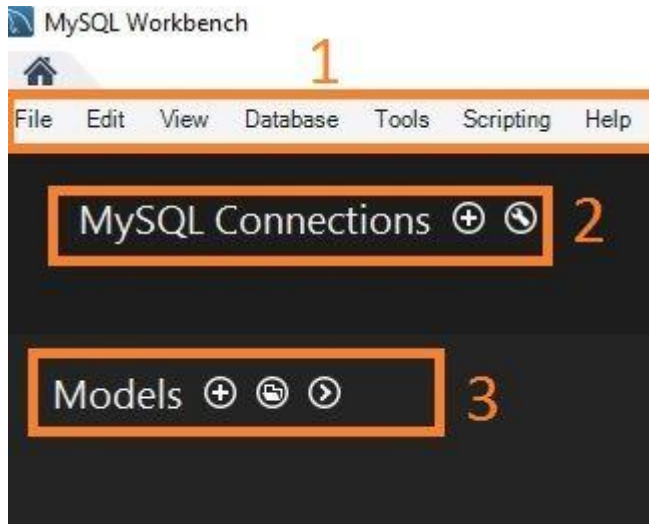 MySQL Workbench
1
File Edit View Database Tools Scripting Help
MySQL Connections 2
Models 3